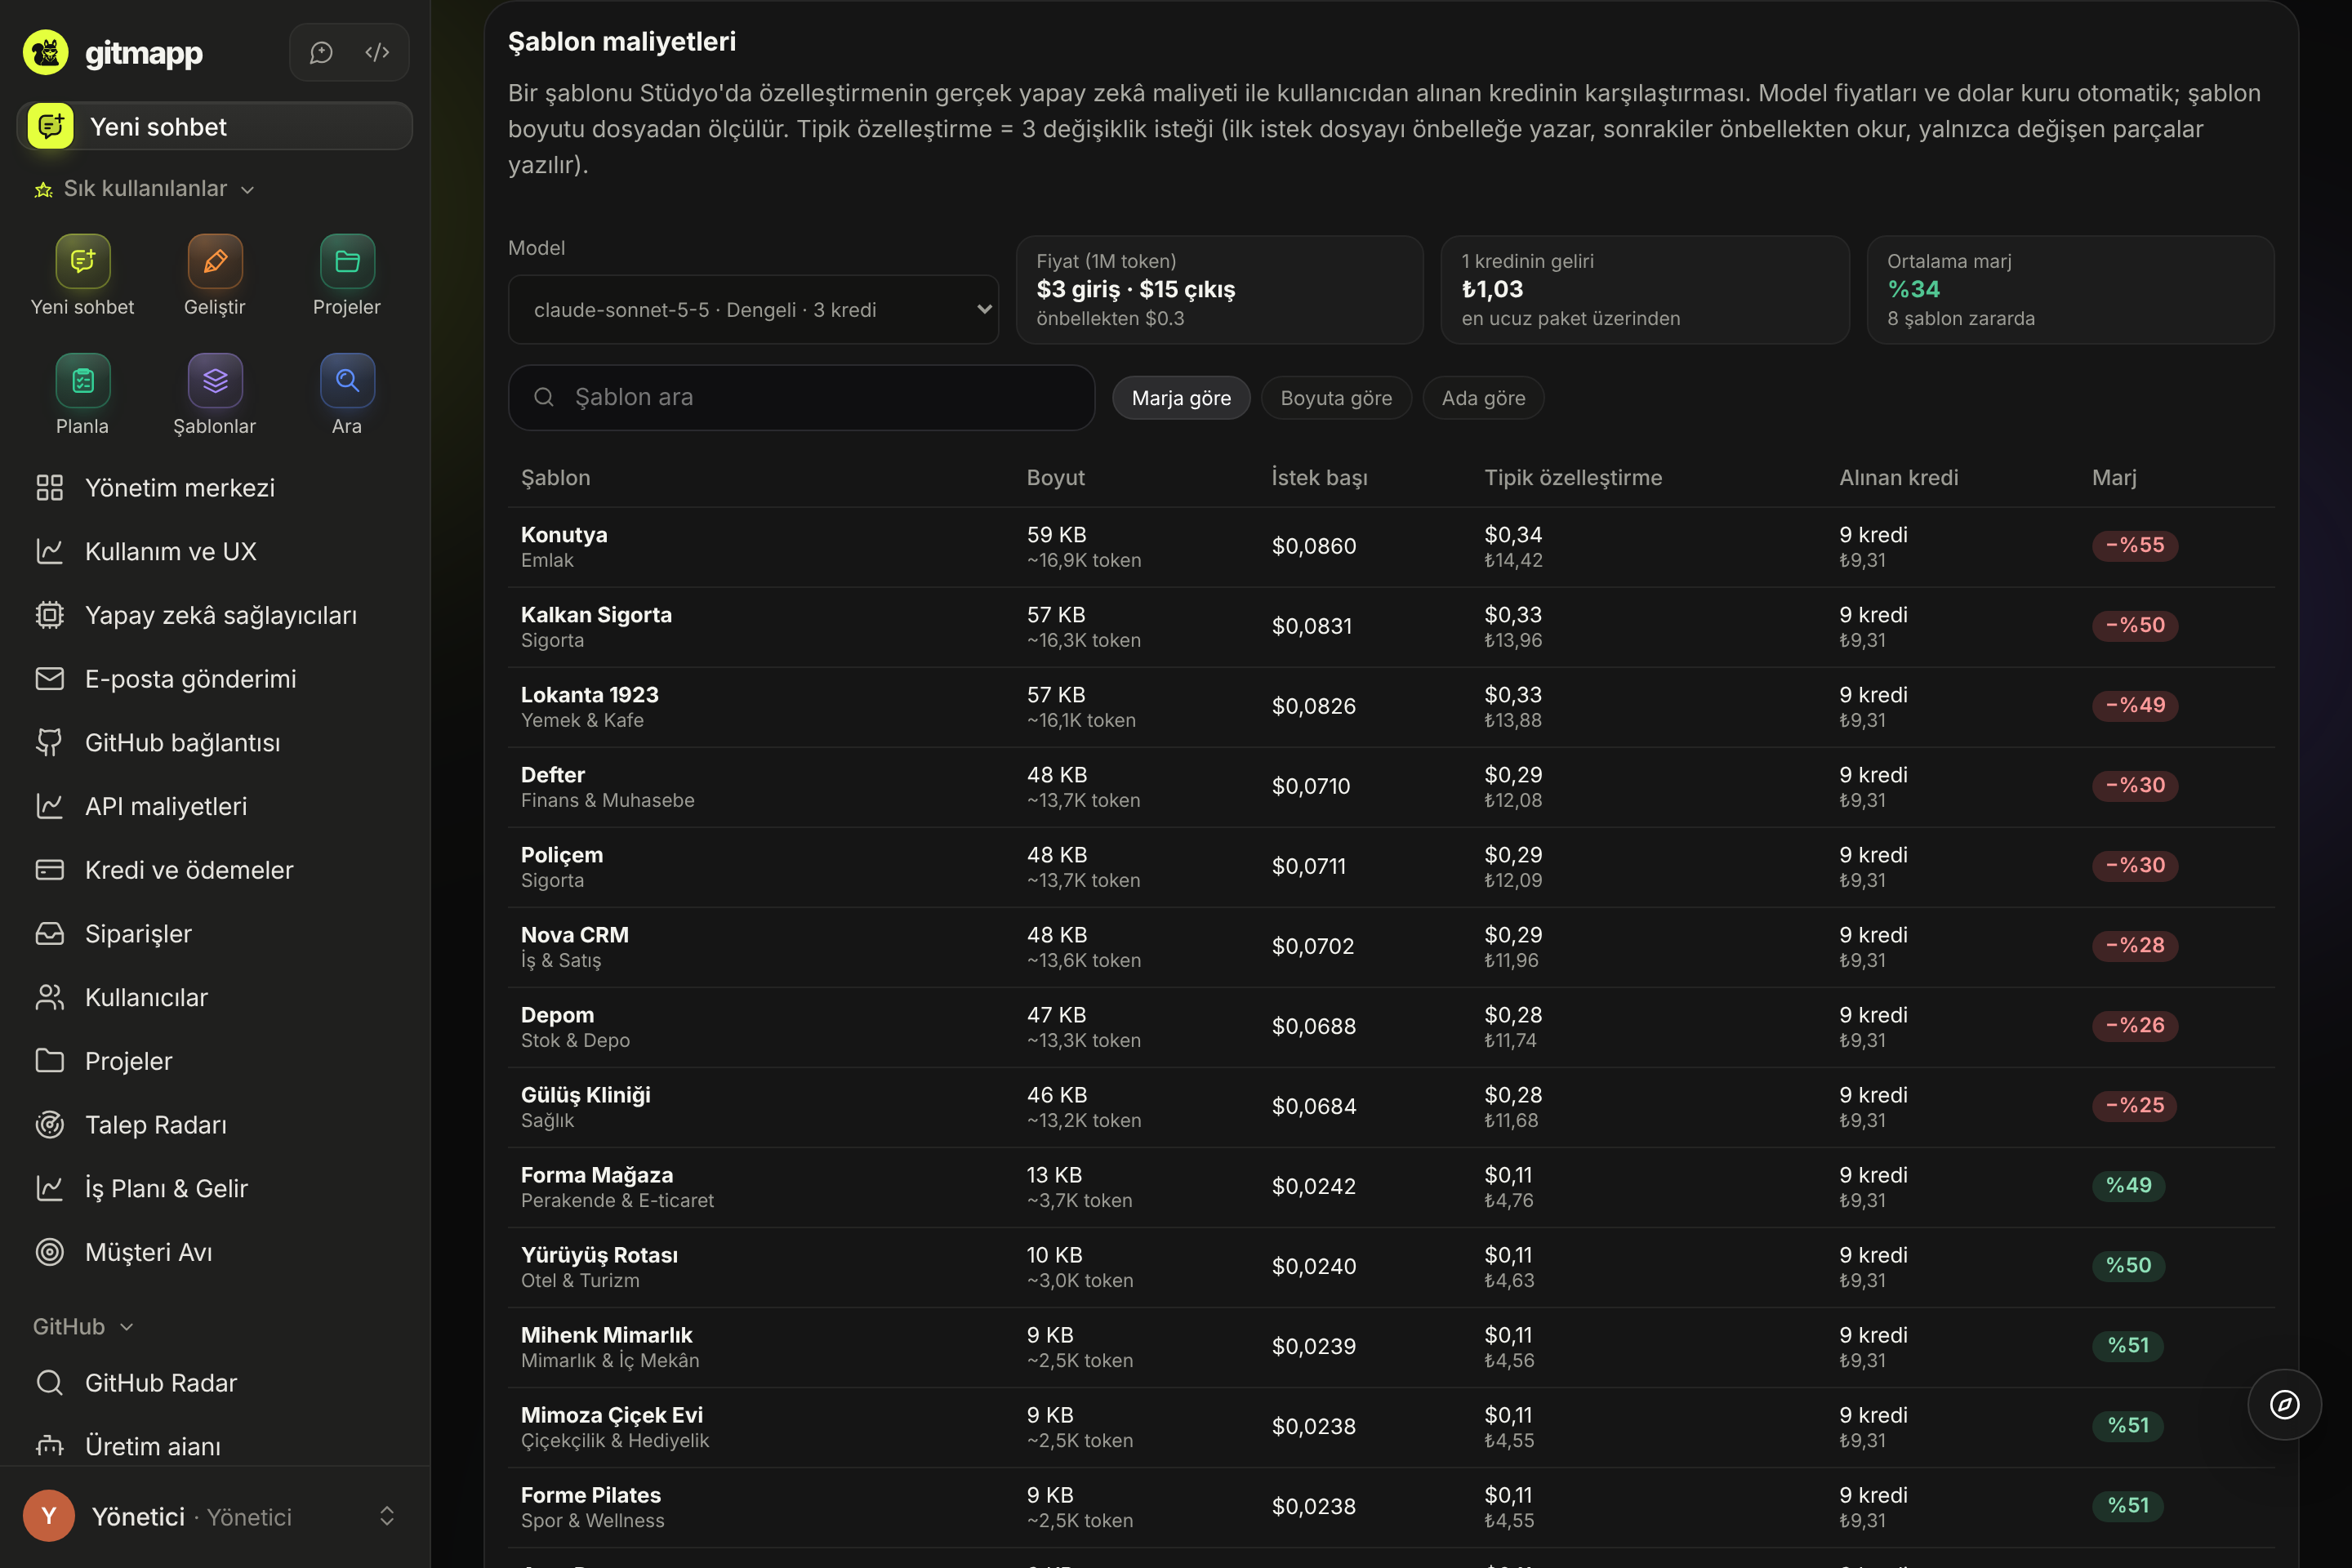 gitmapp
Yeni sohbet
Sık kullanılanlar
Yeni sohbet
Geliştir
Projeler
Planla
Şablonlar
Ara
Yönetim merkezi
Kullanım ve UX
Yapay zekâ sağlayıcıları
E-posta gönderimi
GitHub bağlantısı
API maliyetleri
Kredi ve ödemeler
Siparişler
Kullanıcılar
Projeler
Talep Radarı
İş Planı & Gelir
Müşteri Avı
GitHub
GitHub Radar
Üretim ajanı
Y
Yönetici · Yönetici
Şablon maliyetleri
Bir şablonu Stüdyo'da özelleştirmenin gerçek yapay zekâ maliyeti ile kullanıcıdan alınan kredinin karşılaştırması. Model fiyatları ve dolar kuru otomatik; şablon
boyutu dosyadan ölçülür. Tipik özelleştirme = 3 değişiklik isteği (ilk istek dosyayı önbelleğe yazar, sonrakiler önbellekten okur, yalnızca değişen parçalar
yazılır).
Model
claude-sonnet-5-5 · Dengeli · 3 kredi
Fiyat (1M token)
$3 giriş · $15 çıkış
önbellekten $0.3
1 kredinin geliri
₺1,03
en ucuz paket üzerinden
Ortalama marj
%34
8 şablon zararda
Şablon ara
Marja göre
Boyuta göre
Ada göre
Şablon Boyut İstek başı Tipik özelleştirme Alınan kredi Marj
Konutya 59 KB $0,0860 $0,34 9 kredi −%55
Emlak ~16,9K token ₺14,42 ₺9,31
Kalkan Sigorta 57 KB $0,0831 $0,33 9 kredi −%50
Sigorta ~16,3K token ₺13,96 ₺9,31
Lokanta 1923 57 KB $0,0826 $0,33 9 kredi −%49
Yemek & Kafe ~16,1K token ₺13,88 ₺9,31
Defter 48 KB $0,0710 $0,29 9 kredi −%30
Finans & Muhasebe ~13,7K token ₺12,08 ₺9,31
Poliçem 48 KB $0,0711 $0,29 9 kredi −%30
Sigorta ~13,7K token ₺12,09 ₺9,31
Nova CRM 48 KB $0,0702 $0,29 9 kredi −%28
İş & Satış ~13,6K token ₺11,96 ₺9,31
Depom 47 KB $0,0688 $0,28 9 kredi −%26
Stok & Depo ~13,3K token ₺11,74 ₺9,31
Gülüş Kliniği 46 KB $0,0684 $0,28 9 kredi −%25
Sağlık ~13,2K token ₺11,68 ₺9,31
Forma Mağaza 13 KB $0,0242 $0,11 9 kredi %49
Perakende & E-ticaret ~3,7K token ₺4,76 ₺9,31
Yürüyüş Rotası 10 KB $0,0240 $0,11 9 kredi %50
Otel & Turizm ~3,0K token ₺4,63 ₺9,31
Mihenk Mimarlık 9 KB $0,0239 $0,11 9 kredi %51
Mimarlık & İç Mekân ~2,5K token ₺4,56 ₺9,31
Mimoza Çiçek Evi 9 KB $0,0238 $0,11 9 kredi %51
Çiçekçilik & Hediyelik ~2,5K token ₺4,55 ₺9,31
Forme Pilates 9 KB $0,0238 $0,11 9 kredi %51
Spor & Wellness ~2,5K token ₺4,55 ₺9,31